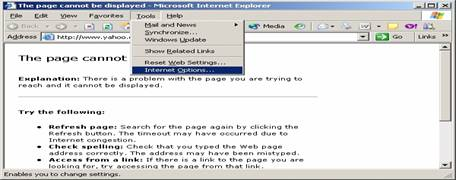 The page cannot be displayed - Microsoft Internet Explorer
File Edit View Favorites Tools Help
Back Search
Address http://www.yahoo. Go Links
Mail and News
Synchronize...
Windows Update
Show Related Links
Reset Web Settings...
Internet Options...
The page cannot
Explanation: There is a problem with the page you are trying to
reach and it cannot be displayed.
Try the following:
• Refresh page: Search for the page again by clicking the
Refresh button. The timeout may have occurred due to
Internet congestion.
• Check spelling: Check that you typed the Web page
address correctly. The address may have been mistyped.
• Access from a link: If there is a link to the page you are
looking for, try accessing the page from that link.
Enables you to change settings.